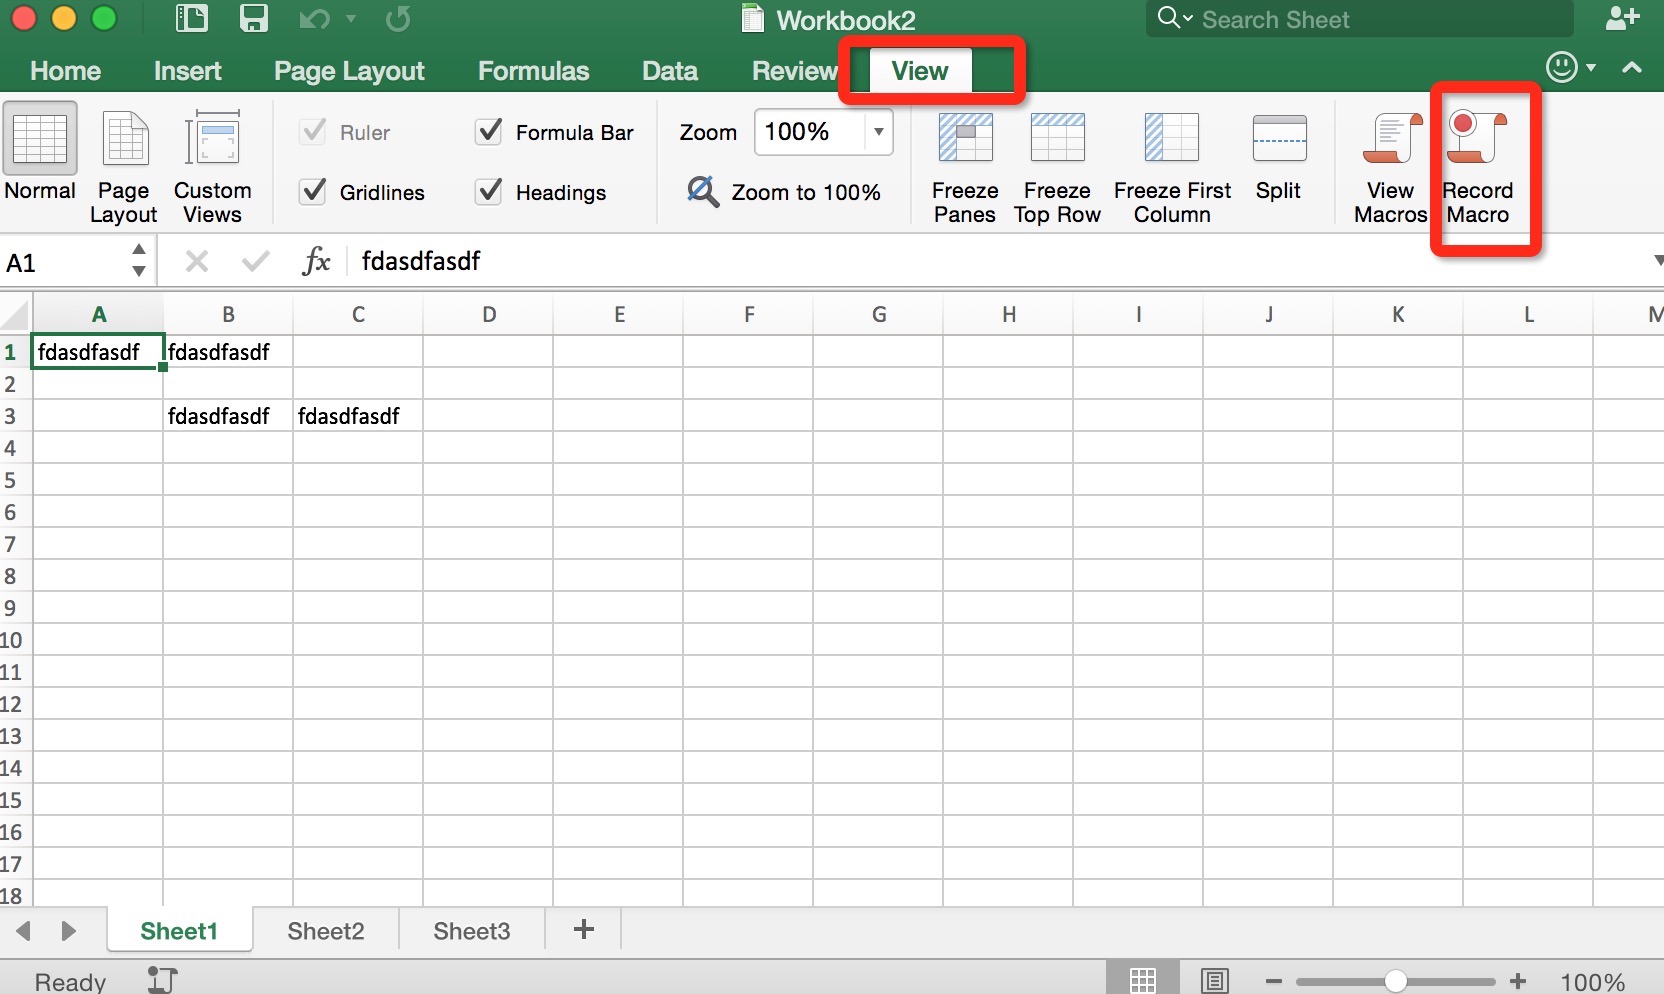 Workbook2
Search Sheet
Home Insert Page Layout Formulas Data Review View
Ruler Formula Bar Zoom 100%
Gridlines Headings Zoom to 100%
Normal Page Layout Custom Views Freeze Panes Freeze Top Row Freeze First Column Split View Macros Record Macro
A1 fx fdasdfasdf
A B C D E F G H I J K L M
1 fdasdfasdf fdasdfasdf
2
3 fdasdfasdf fdasdfasdf
4
5
6
7
8
9
10
11
12
13
14
15
16
17
18
Sheet1 Sheet2 Sheet3 +
Ready 100%